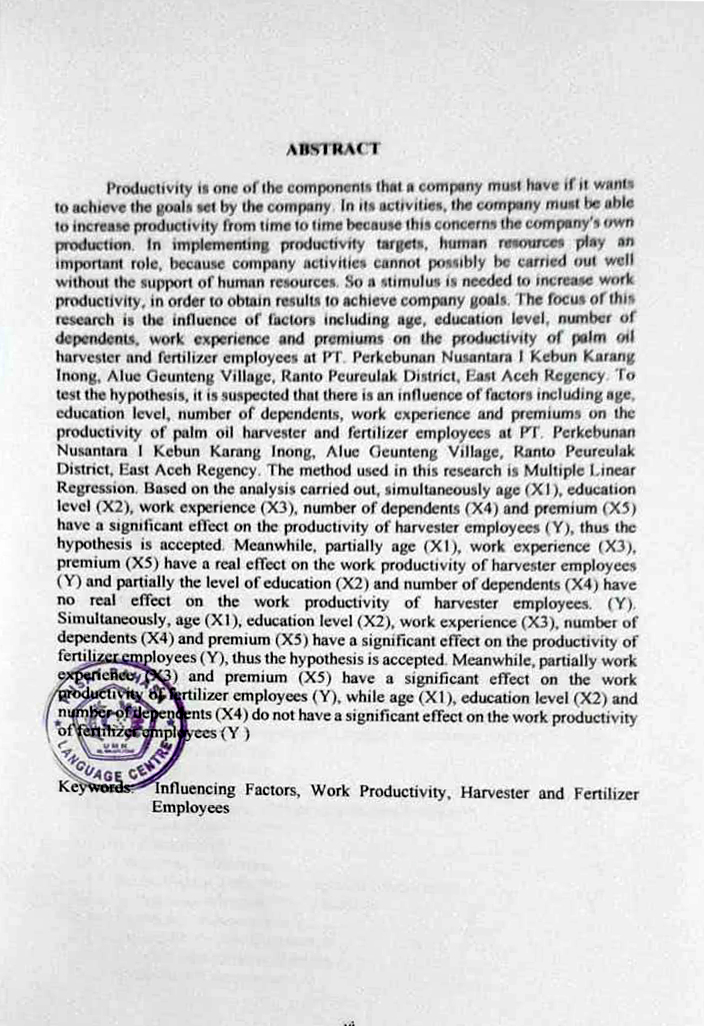 ABSTRACT
Productivity is one of the components that a company must have if it wants
to achieve the goals set by the company. In its activities, the company must be able
to increase productivity from time to time because this concerns the company's own
production. In implementing productivity targets, human resources play an
important role, because company activities cannot possibly be carried out well
without the support of human resources. So a stimulus is needed to increase work
productivity, in order to obtain results to achieve company goals. The focus of this
research is the influence of factors including age, education level, number of
dependents, work experience and premiums on the productivity of palm oil
harvester and fertilizer employees at PT. Perkebunan Nusantara I Kebun Karang
Inong, Alue Geunteng Village, Ranto Peureulak District, East Aceh Regency. To
test the hypothesis, it is suspected that there is an influence of factors including age,
education level, number of dependents, work experience and premiums on the
productivity of palm oil harvester and fertilizer employees at PT. Perkebunan
Nusantara I Kebun Karang Inong, Alue Geunteng Village, Ranto Peureulak
District, East Aceh Regency. The method used in this research is Multiple Linear
Regression. Based on the analysis carried out, simultaneously age (X1), education
level (X2), work experience (X3), number of dependents (X4) and premium (X5)
have a significant effect on the productivity of harvester employees (Y), thus the
hypothesis is accepted. Meanwhile, partially age (X1), work experience (X3),
premium (X5) have a real effect on the work productivity of harvester employees
(Y) and partially the level of education (X2) and number of dependents (X4) have
no real effect on the work productivity of harvester employees. (Y).
Simultaneously, age (X1), education level (X2), work experience (X3), number of
dependents (X4) and premium (X5) have a significant effect on the productivity of
fertilizer employees (Y), thus the hypothesis is accepted. Meanwhile, partially work
experience (X3) and premium (X5) have a significant effect on the work
productivity of fertilizer employees (Y), while age (X1), education level (X2) and
number of dependents (X4) do not have a significant effect on the work productivity
of fertilizer employees (Y )
PUSAT BAHASA
UMN
LANGUAGE CENTRE
Keywords: Influencing Factors, Work Productivity, Harvester and Fertilizer
Employees